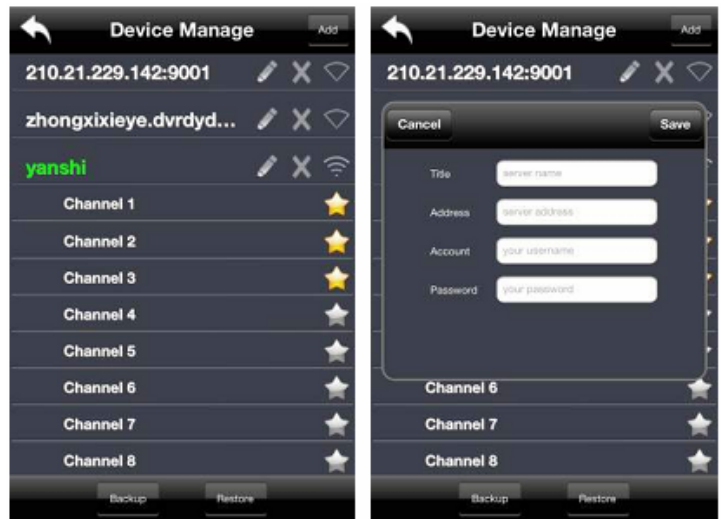 Device Manage Add
210.21.229.142:9001
zhongxixieye.dvrdyd...
yanshi
Channel 1
Channel 2
Channel 3
Channel 4
Channel 5
Channel 6
Channel 7
Channel 8
Backup Restore
Device Manage Add
210.21.229.142:9001
Cancel Save
Title server name
Address server address
Account your username
Password your password
Channel 6
Channel 7
Channel 8
Backup Restore